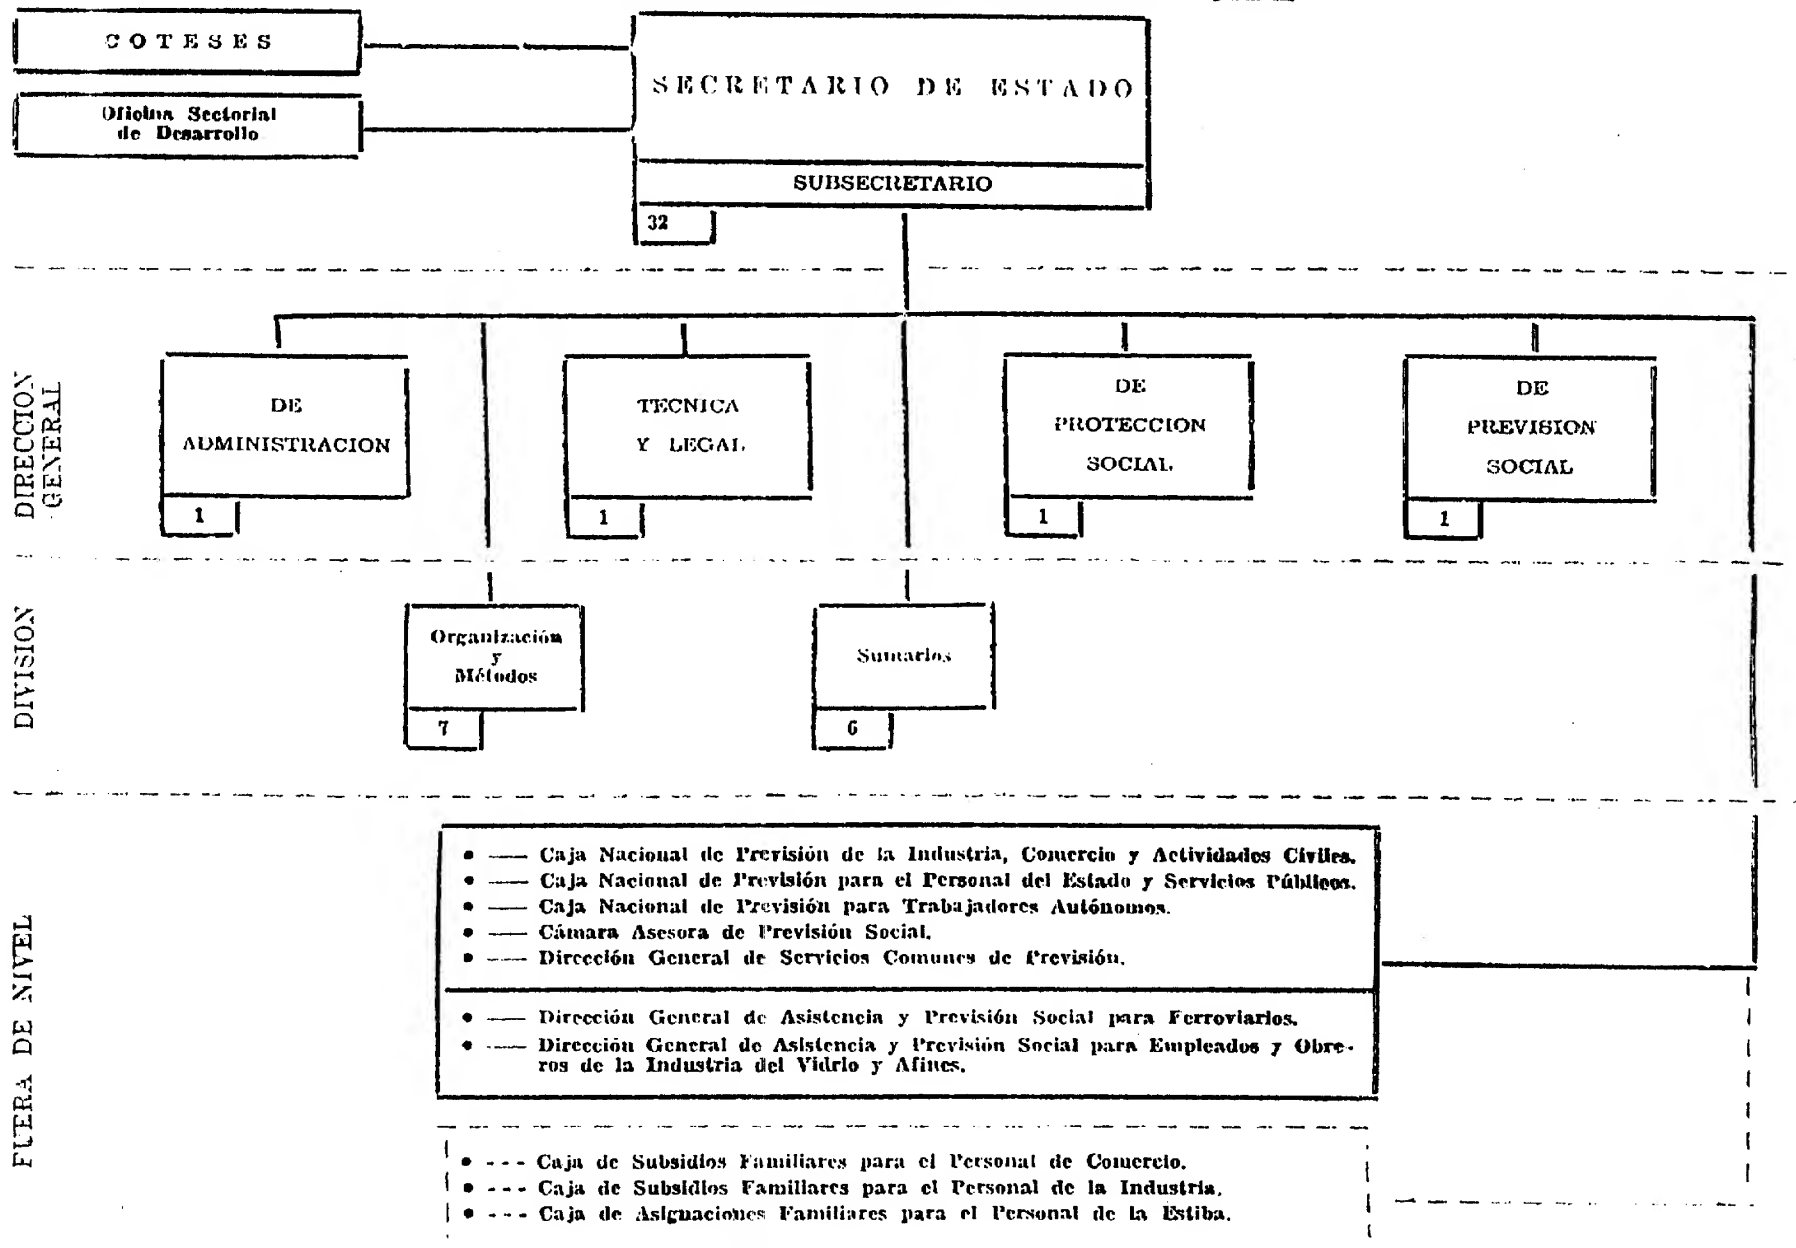 COTESES
Oficina Sectorial
de Desarrollo
SECRETARIO DE ESTADO
SUBSECRETARIO
32
DIRECCION
GENERAL
DE
ADMINISTRACION
1
TECNICA
Y LEGAL
1
DE
PROTECCION
SOCIAL
1
DE
PREVISION
SOCIAL
1
DIVISION
Organización
y
Métodos
7
Sumarios
6
FUERA DE NIVEL
• — Caja Nacional de Previsión de la Industria, Comercio y Actividades Civiles.
• — Caja Nacional de Previsión para el Personal del Estado y Servicios Públicos.
• — Caja Nacional de Previsión para Trabajadores Autónomos.
• — Cámara Asesora de Previsión Social.
• — Dirección General de Servicios Comunes de Previsión.
• — Dirección General de Asistencia y Previsión Social para Ferroviarios.
• — Dirección General de Asistencia y Previsión Social para Empleados y Obre-
ros de la Industria del Vidrio y Afines.
• --- Caja de Subsidios Familiares para el Personal de Comercio.
• --- Caja de Subsidios Familiares para el Personal de la Industria.
• --- Caja de Asignaciones Familiares para el Personal de la Estiba.